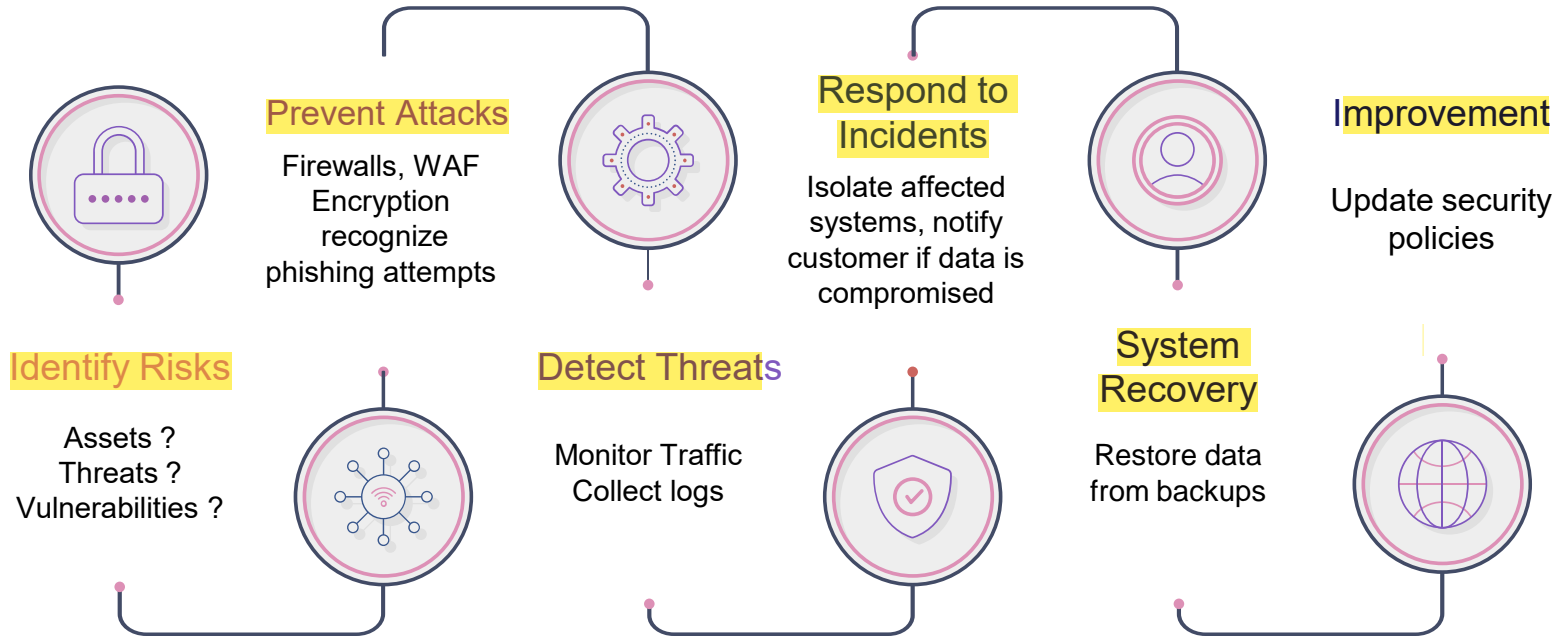 Identify Risks
Assets ?
Threats ?
Vulnerabilities ?
Prevent Attacks
Firewalls, WAF
Encryption
recognize
phishing attempts
Detect Threats
Monitor Traffic
Collect logs
Respond to
Incidents
Isolate affected
systems, notify
customer if data is
compromised
System
Recovery
Restore data
from backups
Improvement
Update security
policies